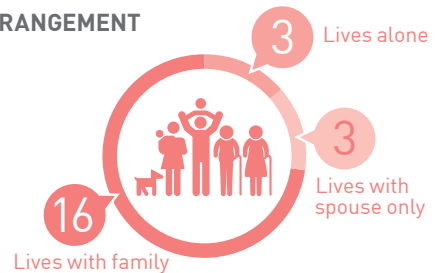 RANGEMENT
3
Lives alone
3
Lives with
spouse only
16
Lives with family